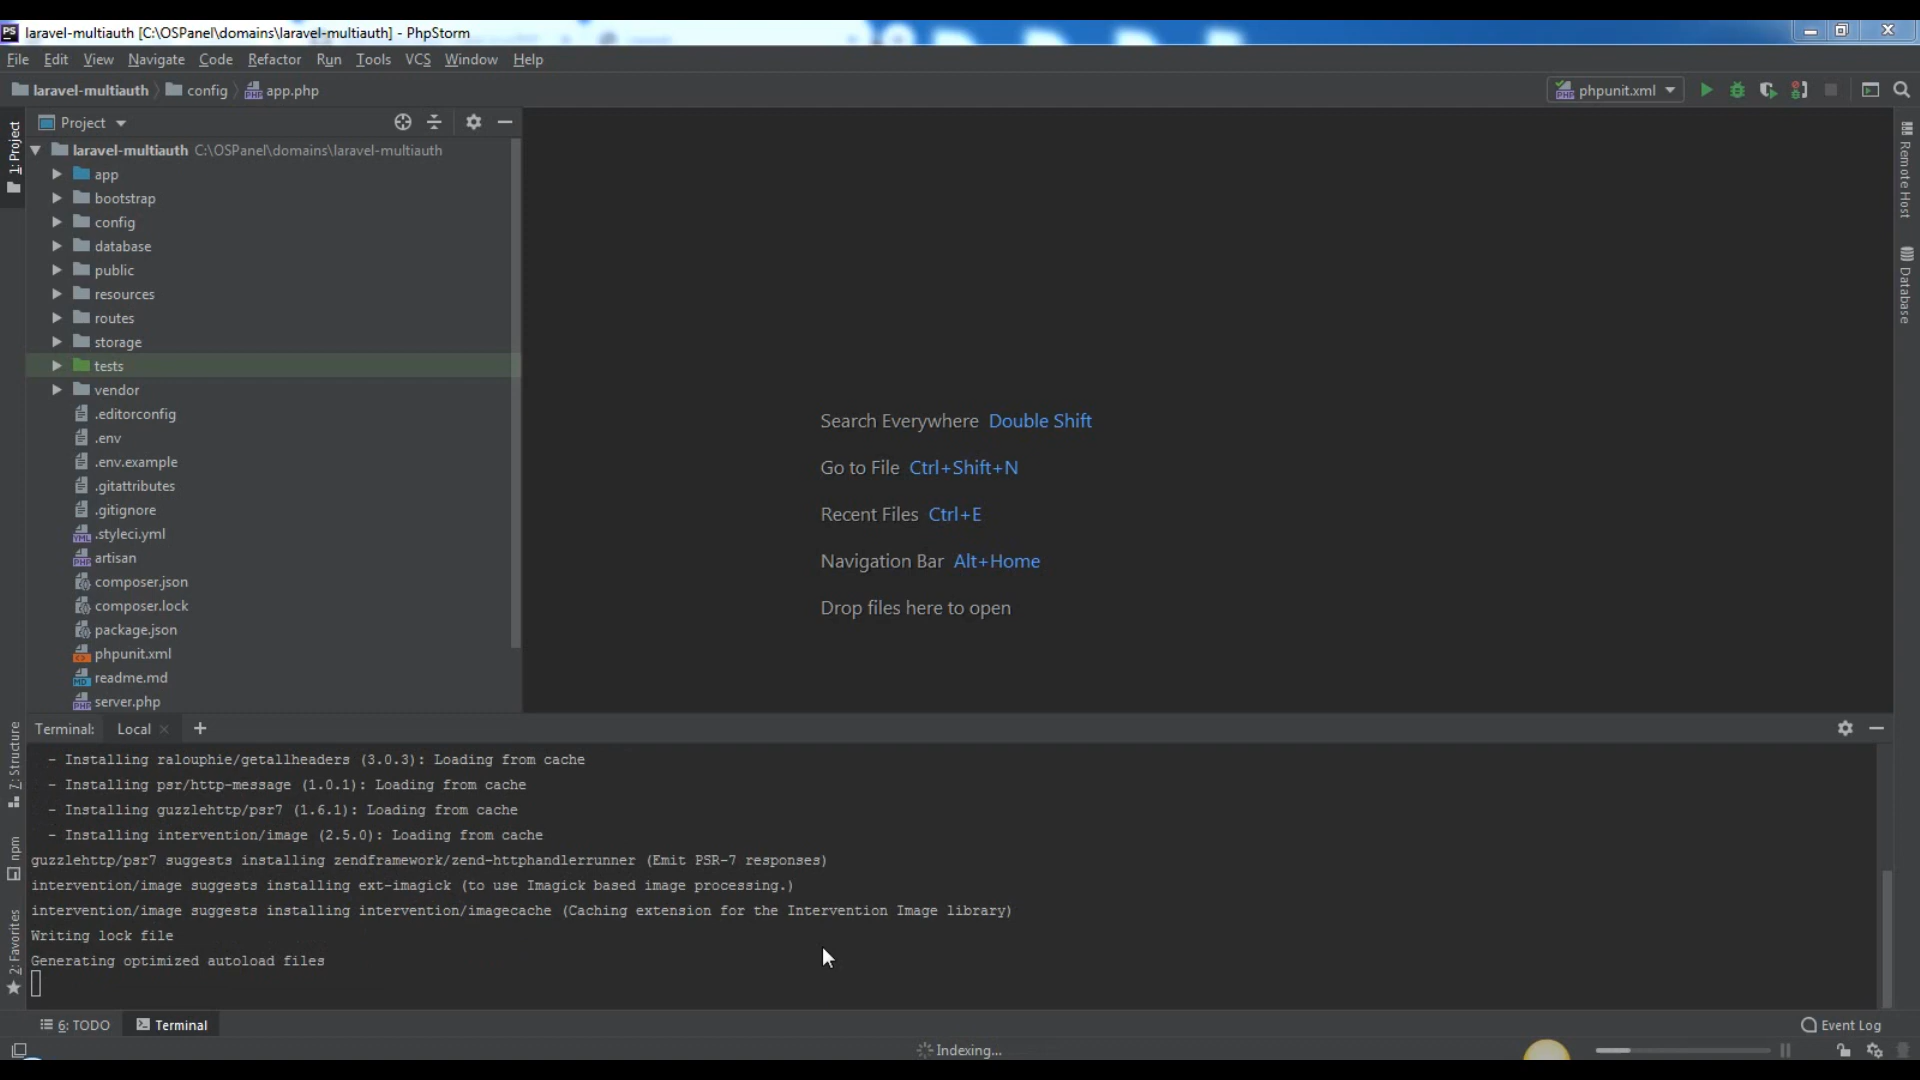 PS laravel-multiauth [C:\OSPanel\domains\laravel-multiauth] - PhpStorm
File Edit View Navigate Code Refactor Run Tools VCS Window Help
laravel-multiauth config app.php phpunit.xml
1: Project
Project
laravel-multiauth C:\OSPanel\domains\laravel-multiauth
app
bootstrap
config
database
public
resources
routes
storage
tests
vendor
.editorconfig
.env
.env.example
.gitattributes
.gitignore
.styleci.yml
artisan
composer.json
composer.lock
package.json
phpunit.xml
readme.md
server.php
Search Everywhere Double Shift
Go to File Ctrl+Shift+N
Recent Files Ctrl+E
Navigation Bar Alt+Home
Drop files here to open
Remote Host
Database
7: Structure
npm
2: Favorites
Terminal: Local
- Installing ralouphie/getallheaders (3.0.3): Loading from cache
- Installing psr/http-message (1.0.1): Loading from cache
- Installing guzzlehttp/psr7 (1.6.1): Loading from cache
- Installing intervention/image (2.5.0): Loading from cache
guzzlehttp/psr7 suggests installing zendframework/zend-httphandlerrunner (Emit PSR-7 responses)
intervention/image suggests installing ext-imagick (to use Imagick based image processing.)
intervention/image suggests installing intervention/imagecache (Caching extension for the Intervention Image library)
Writing lock file
Generating optimized autoload files
6: TODO Terminal Event Log
Indexing...